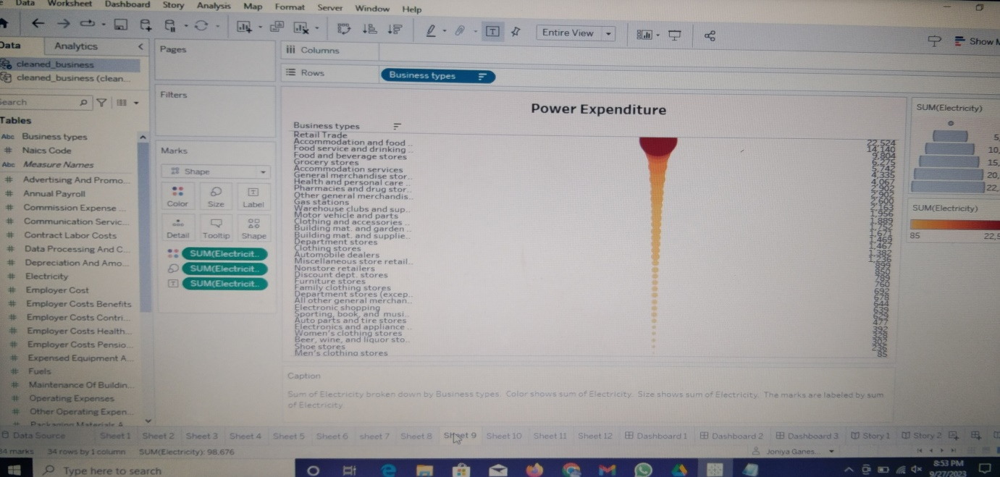 Data Worksheet Dashboard Story Analysis Map Format Server Window Help
Entire View
Show M
Data Analytics
cleaned_business
cleaned_business (clean...
Search
Tables
Abc Business types
# Naics Code
Abc Measure Names
# Advertising And Promo...
# Annual Payroll
# Commission Expense ...
# Communication Servic...
# Contract Labor Costs
# Data Processing And C...
# Depreciation And Amo...
# Electricity
# Employer Cost
# Employer Costs Benefits
# Employer Costs Contri...
# Employer Costs Health...
# Employer Costs Pensio...
# Expensed Equipment A...
# Fuels
# Maintenance Of Buildin...
# Operating Expenses
# Other Operating Expen...
Pages
Filters
Marks
Shape
Color Size Label
Detail Tooltip Shape
SUM(Electricit..
SUM(Electricit..
SUM(Electricit..
Columns
Rows Business types
Power Expenditure
Business types
Retail Trade 22,524
Accommodation and food .. 14,140
Food service and drinking .. 9,804
Food and beverage stores 6,275
Grocery stores 5,742
Accommodation services 4,335
General merchandise stor.. 4,067
Health and personal care .. 2,902
Pharmacies and drug stor.. 2,902
Other general merchandis.. 2,600
Gas stations 2,163
Warehouse clubs and sup.. 1,956
Motor vehicle and parts 1,889
Clothing and accessories ..
Building mat. and garden ..
Building mat. and supplie.. 1,469
Department stores 1,467
Clothing stores 1,382
Automobile dealers 1,236
Miscellaneous store retail.. 899
Nonstore retailers 850
Discount dept. stores 789
Furniture stores 760
Family clothing stores 692
Department stores (excep.. 678
All other general merchan.. 644
Electronic shopping 639
Sporting, book, and musi..
Auto parts and tire stores 477
Electronics and appliance .. 392
Women's clothing stores
Beer, wine, and liquor sto.. 302
Shoe stores 236
Men's clothing stores 85
SUM(Electricity)
5,
10,
15,
20,
22,
SUM(Electricity)
85 22,5
Caption
Sum of Electricity broken down by Business types. Color shows sum of Electricity. Size shows sum of Electricity. The marks are labeled by sum
of Electricity.
Data Source Sheet 1 Sheet 2 Sheet 3 Sheet 4 Sheet 5 Sheet 6 sheet 7 Sheet 8 Sheet 9 Sheet 10 Sheet 11 Sheet 12 Dashboard 1 Dashboard 2 Dashboard 3 Story 1 Story 2
34 marks 34 rows by 1 column SUM(Electricity): 98,676 Joniya Ganes...
Type here to search
8:53 PM
9/27/2023